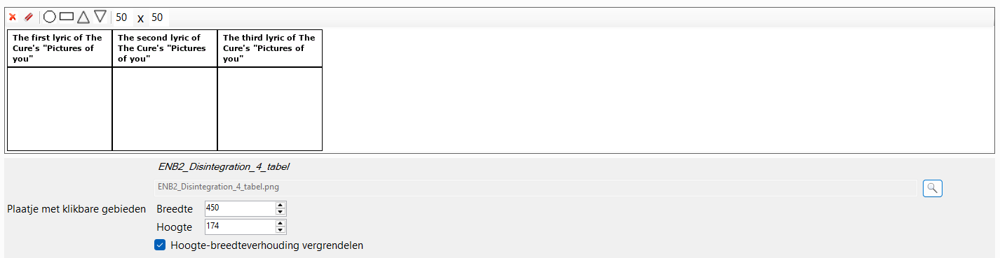 50 x 50
The first lyric of The
Cure's "Pictures of
you"
The second lyric of
The Cure's "Pictures
of you"
The third lyric of The
Cure's "Pictures of
you"
ENB2_Disintegration_4_tabel
ENB2_Disintegration_4_tabel.png
Plaatje met klikbare gebieden
Breedte 450
Hoogte 174
Hoogte-breedteverhouding vergrendelen